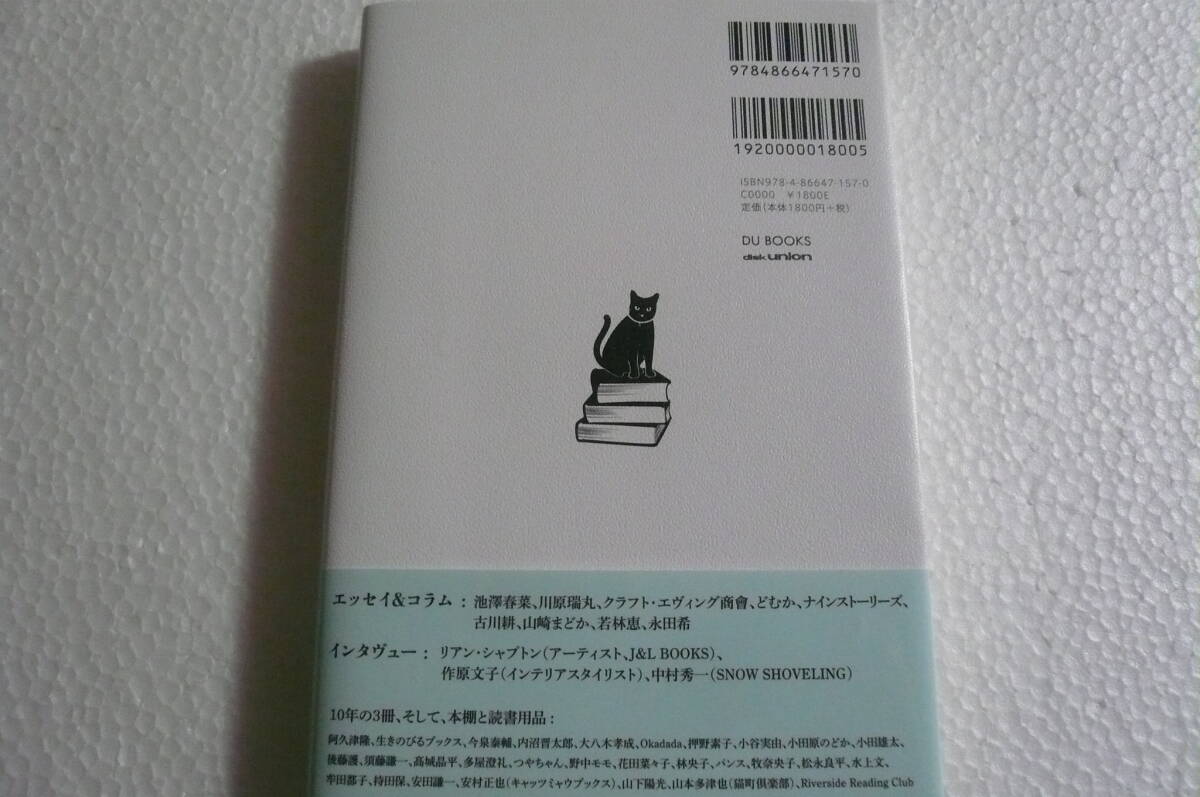 9784866471570
1920000018005
ISBN978-4-86647-157-0
C0000 ¥1800E
定価(本体1800円+税)
DU BOOKS
disk union
エッセイ&コラム : 池澤春菜、川原瑞丸、クラフト・エヴィング商會、どむか、ナインストーリーズ、
古川耕、山崎まどか、若林恵、永田希
インタヴュー : リアン・シャプトン(アーティスト、J&L BOOKS)、
作原文子(インテリアスタイリスト)、中村秀一(SNOW SHOVELING)
10年の3冊、そして、本棚と読書用品 :
阿久津隆、生きのびるブックス、今泉泰輔、内沼晋太郎、大八木孝成、Okadada、押野素子、小谷実由、小田原のどか、小田雄太、
後藤護、須藤謙一、高城晶平、多屋澄礼、つやちゃん、野中モモ、花田菜々子、林央子、パンス、牧奈央子、松永良平、水上文、
牟田都子、持田保、安田謙一、安村正也(キャッツミャウブックス)、山下陽光、山本多津也(猫町倶楽部)、Riverside Reading Club